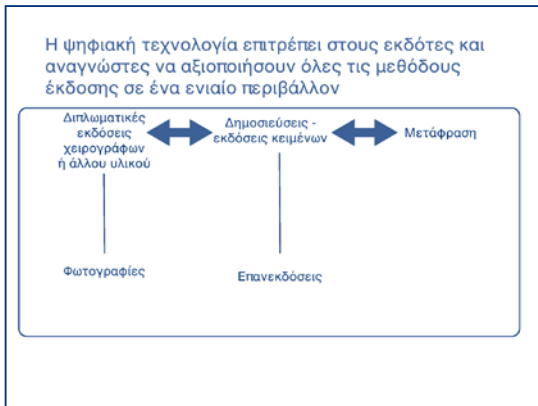 Η ψηφιακή τεχνολογία επιτρέπει στους εκδότες και
αναγνώστες να αξιοποιήσουν όλες τις μεθόδους
έκδοσης σε ένα ενιαίο περιβάλλον
Διπλωματικές
εκδόσεις
χειρογράφων
ή άλλου υλικού
Δημοσιεύσεις -
εκδόσεις κειμένων
Μετάφραση
Φωτογραφίες
Επανεκδόσεις